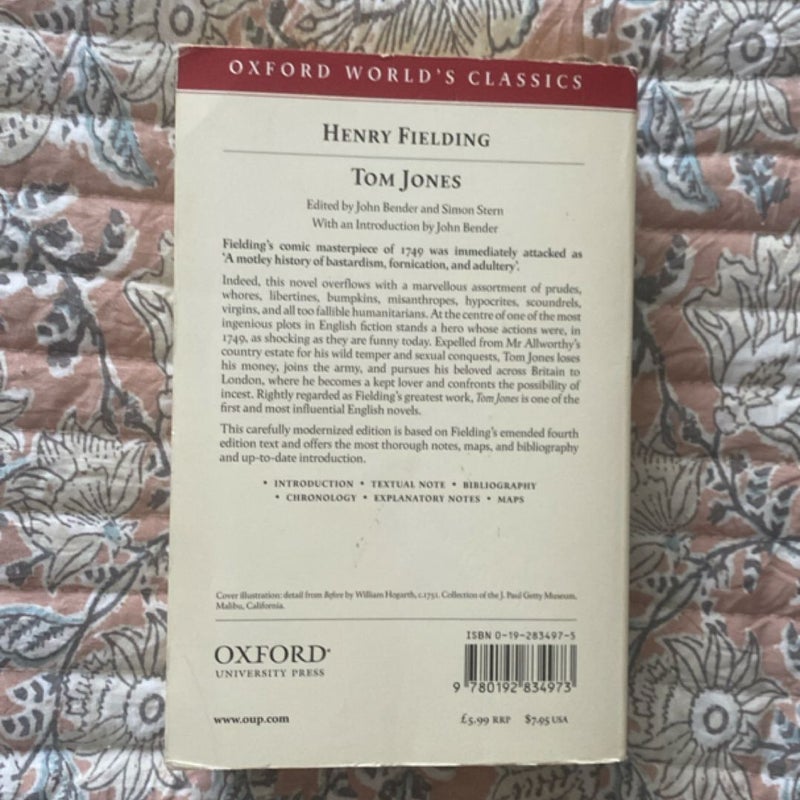 OXFORD WORLD'S CLASSICS
HENRY FIELDING
TOM JONES
Edited by John Bender and Simon Stern
With an Introduction by John Bender
Fielding's comic masterpiece of 1749 was immediately attacked as
'A motley history of bastardism, fornication, and adultery'.
Indeed, this novel overflows with a marvellous assortment of prudes,
whores, libertines, bumpkins, misanthropes, hypocrites, scoundrels,
virgins, and all too fallible humanitarians. At the centre of one of the most
ingenious plots in English fiction stands a hero whose actions were, in
1749, as shocking as they are funny today. Expelled from Mr Allworthy's
country estate for his wild temper and sexual conquests, Tom Jones loses
his money, joins the army, and pursues his beloved across Britain to
London, where he becomes a kept lover and confronts the possibility of
incest. Rightly regarded as Fielding's greatest work, Tom Jones is one of the
first and most influential English novels.
This carefully modernized edition is based on Fielding's emended fourth
edition text and offers the most thorough notes, maps, and bibliography
and up-to-date introduction.
• INTRODUCTION • TEXTUAL NOTE • BIBLIOGRAPHY
• CHRONOLOGY • EXPLANATORY NOTES • MAPS
Cover illustration: detail from Before by William Hogarth, c.1751. Collection of the J. Paul Getty Museum,
Malibu, California.
ISBN 0-19-283497-5
OXFORD
UNIVERSITY PRESS
9 780192 834973
www.oup.com
£5.99 RRP $7.95 USA